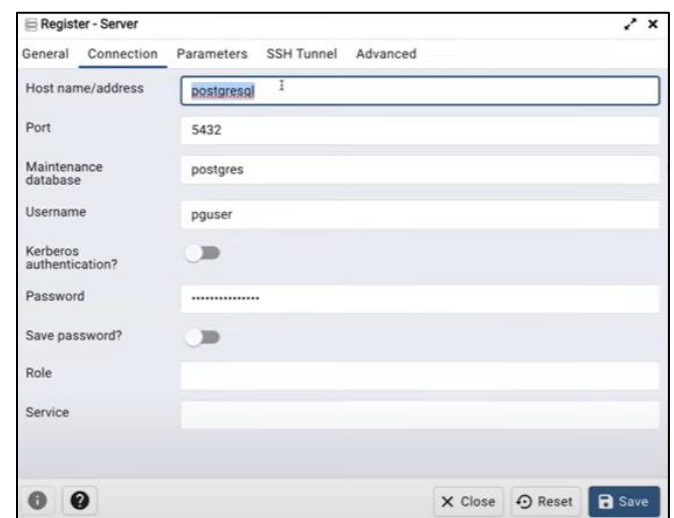 Register - Server
General Connection Parameters SSH Tunnel Advanced
Host name/address postgresql
Port 5432
Maintenance
database postgres
Username pguser
Kerberos
authentication?
Password •••••••••••••••
Save password?
Role
Service
Close Reset Save